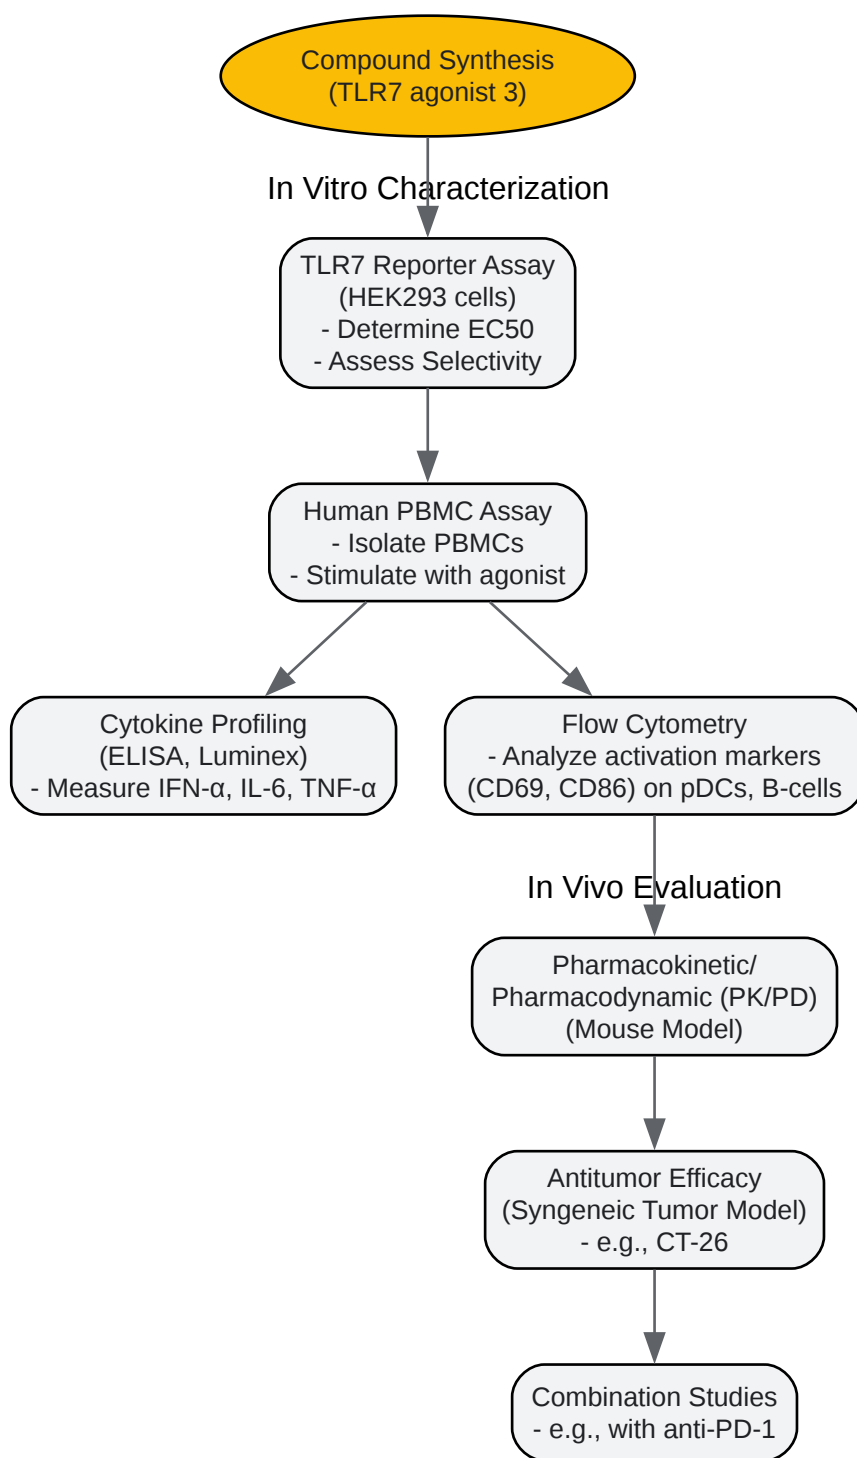 Compound Synthesis
(TLR7 agonist 3)
In Vitro Characterization
TLR7 Reporter Assay
(HEK293 cells)
- Determine EC50
- Assess Selectivity
Human PBMC Assay
- Isolate PBMCs
- Stimulate with agonist
Cytokine Profiling
(ELISA, Luminex)
- Measure IFN-α, IL-6, TNF-α
Flow Cytometry
- Analyze activation markers
(CD69, CD86) on pDCs, B-cells
In Vivo Evaluation
Pharmacokinetic/
Pharmacodynamic (PK/PD)
(Mouse Model)
Antitumor Efficacy
(Syngeneic Tumor Model)
- e.g., CT-26
Combination Studies
- e.g., with anti-PD-1